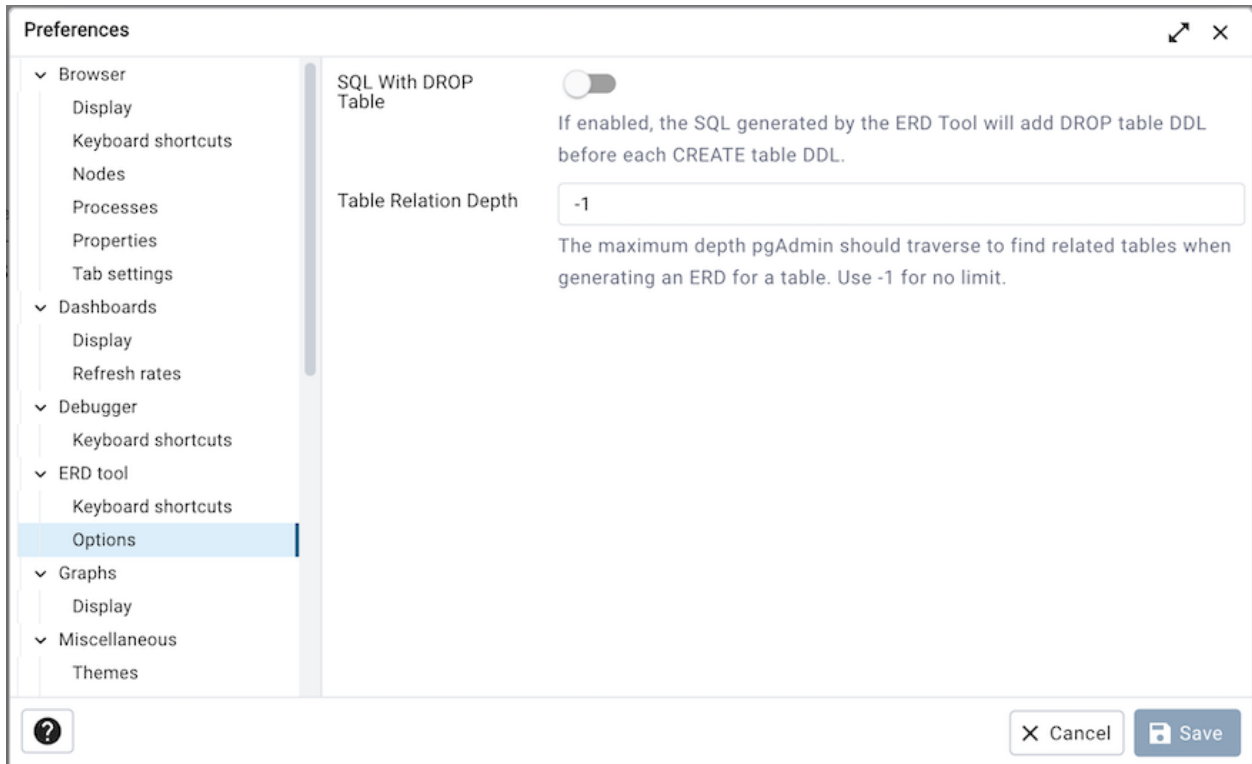 Preferences
Browser
Display
Keyboard shortcuts
Nodes
Processes
Properties
Tab settings
Dashboards
Display
Refresh rates
Debugger
Keyboard shortcuts
ERD tool
Keyboard shortcuts
Options
Graphs
Display
Miscellaneous
Themes
SQL With DROP
Table
If enabled, the SQL generated by the ERD Tool will add DROP table DDL
before each CREATE table DDL.
Table Relation Depth
-1
The maximum depth pgAdmin should traverse to find related tables when
generating an ERD for a table. Use -1 for no limit.
?
Cancel
Save